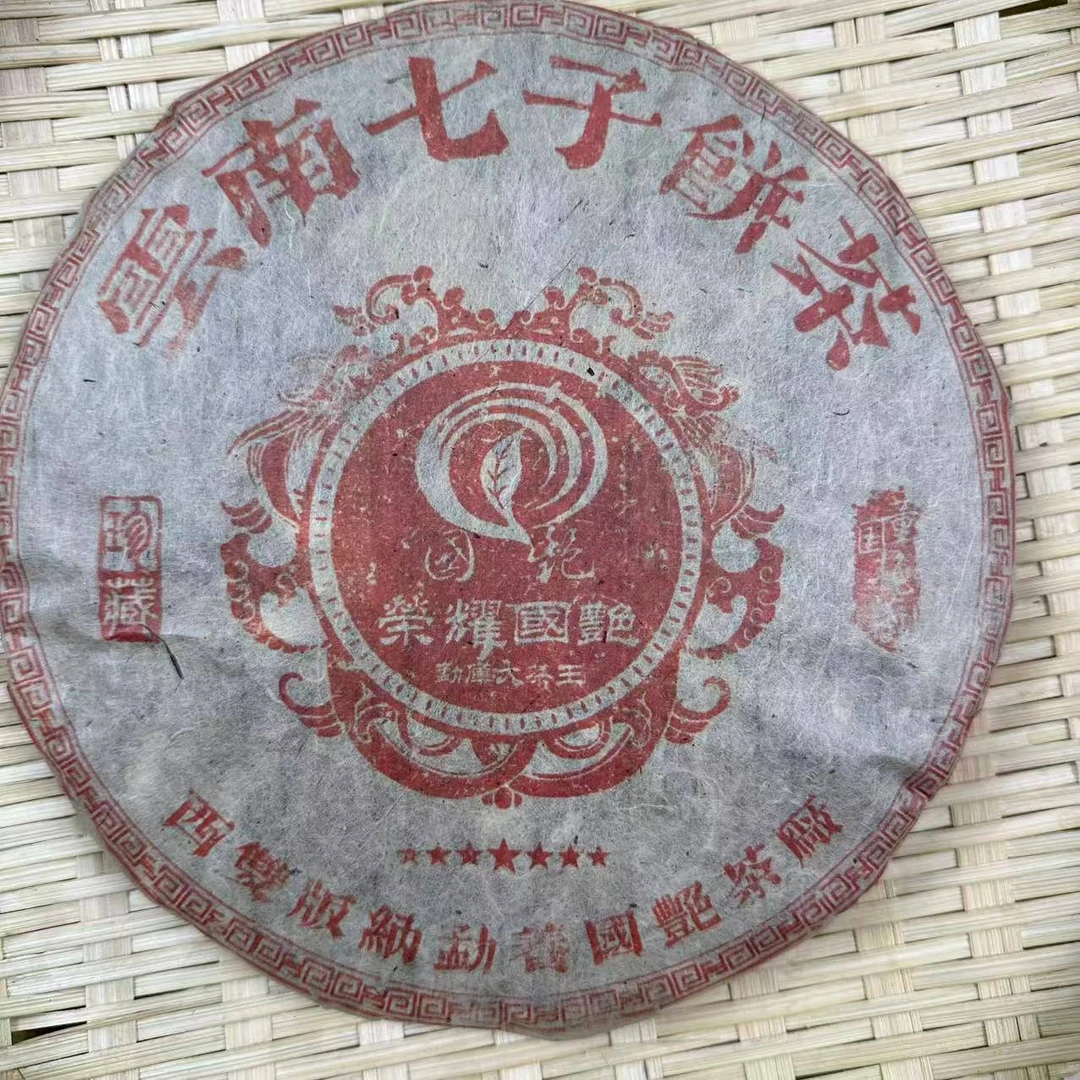 雲南七子餅茶
國艷
榮耀國艷
勐庫大茶王
珍藏
西雙版納勐海國艷茶廠